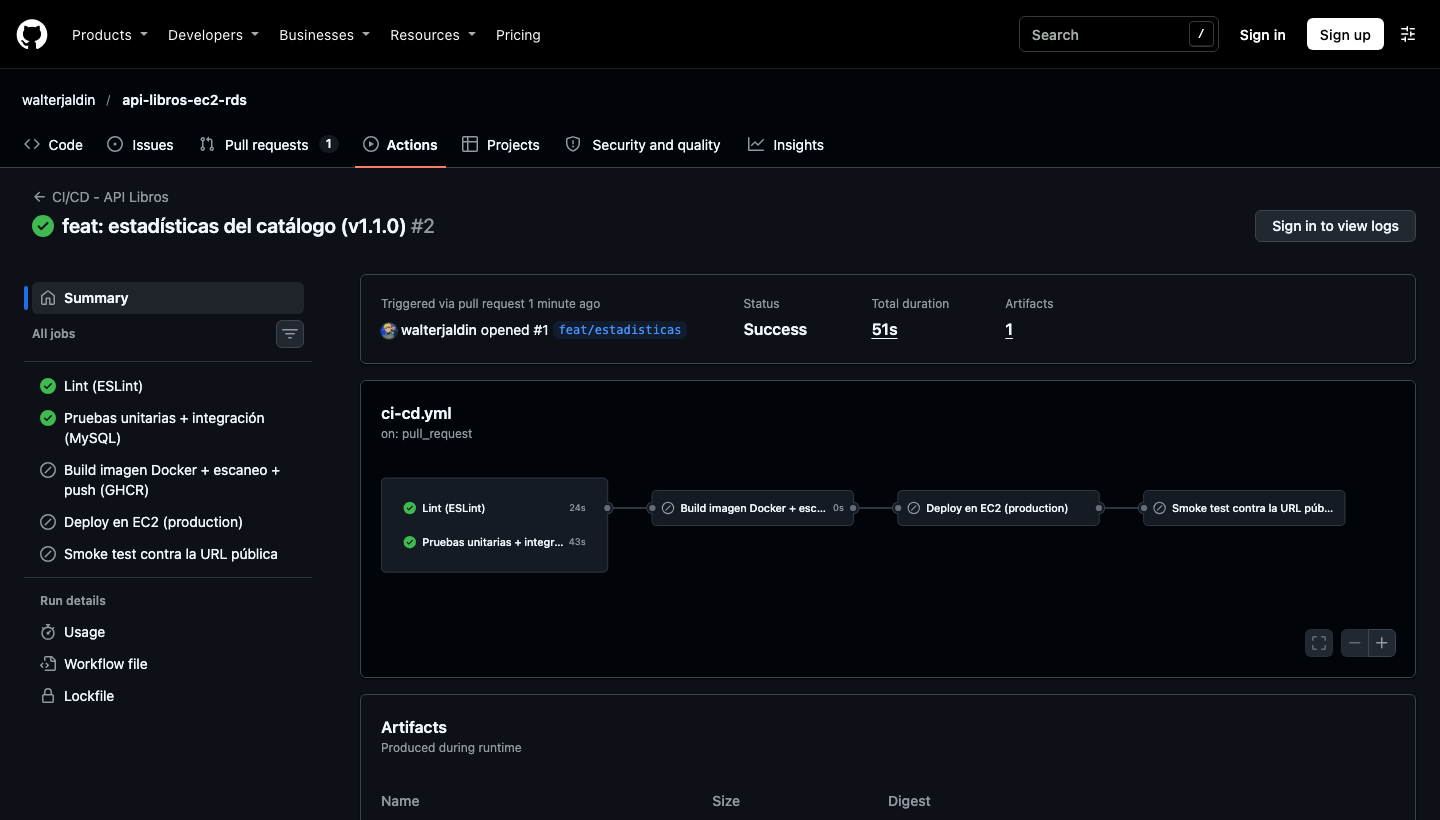 Products Developers Businesses Resources Pricing Search / Sign in Sign up
walterjaldin / api-libros-ec2-rds
Code Issues Pull requests 1 Actions Projects Security and quality Insights
CI/CD - API Libros
feat: estadísticas del catálogo (v1.1.0) #2
Sign in to view logs
Summary
All jobs
Lint (ESLint)
Pruebas unitarias + integración
(MySQL)
Build imagen Docker + escaneo +
push (GHCR)
Deploy en EC2 (production)
Smoke test contra la URL pública
Run details
Usage
Workflow file
Lockfile
Triggered via pull request 1 minute ago Status Total duration Artifacts
walterjaldin opened #1 feat/estadisticas Success 51s 1
ci-cd.yml
on: pull_request
Lint (ESLint) 24s Build imagen Docker + esc... 0s Deploy en EC2 (production) Smoke test contra la URL púb...
Pruebas unitarias + integr... 43s
Artifacts
Produced during runtime
Name Size Digest